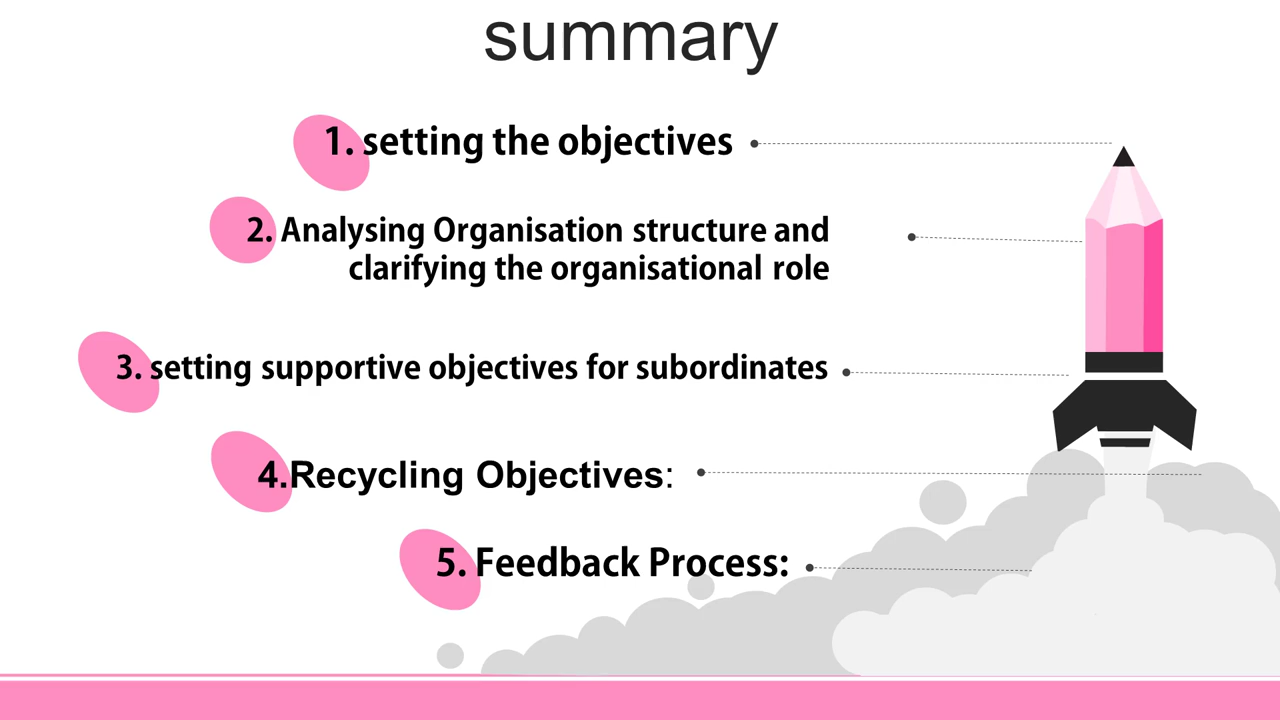 summary
1. setting the objectives
2. Analysing Organisation structure and
clarifying the organisational role
3. setting supportive objectives for subordinates
4.Recycling Objectives:
5. Feedback Process: